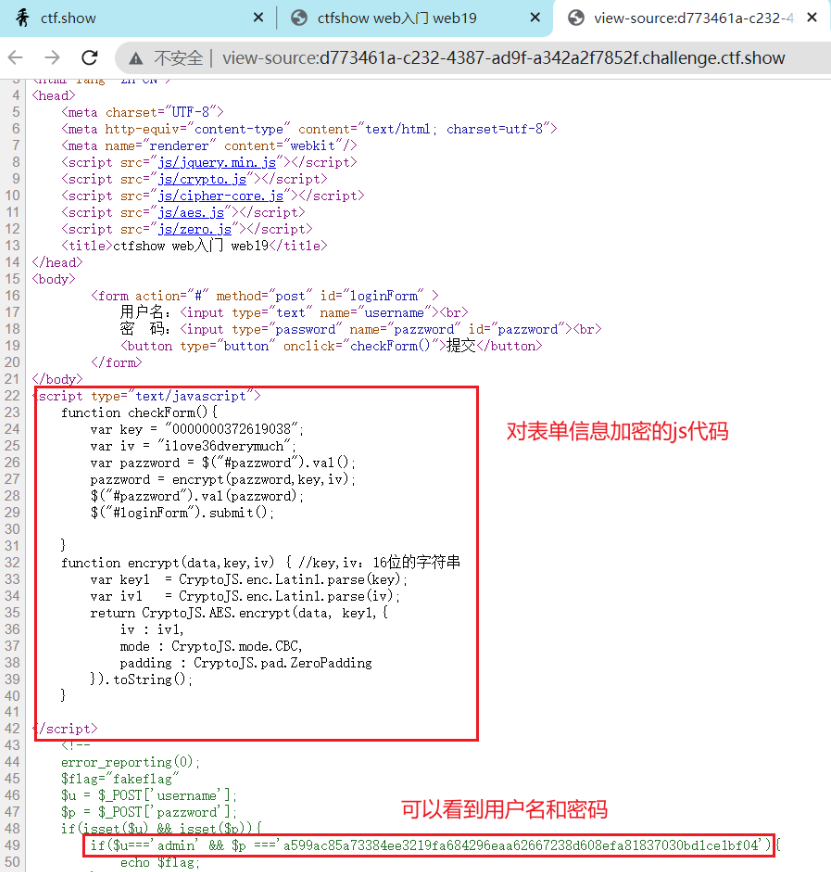 ctf.show
ctfshow web入门 web19
view-source:d773461a-c232-4
不安全 | view-source:d773461a-c232-4387-ad9f-a342a2f7852f.challenge.ctf.show
3 <html lang="zh-CN">
4 <head>
5 <meta charset="UTF-8">
6 <meta http-equiv="content-type" content="text/html; charset=utf-8">
7 <meta name="renderer" content="webkit"/>
8 <script src="js/jquery.min.js"></script>
9 <script src="js/crypto.js"></script>
10 <script src="js/cipher-core.js"></script>
11 <script src="js/aes.js"></script>
12 <script src="js/zero.js"></script>
13 <title>ctfshow web入门 web19</title>
14 </head>
15 <body>
16 <form action="#" method="post" id="loginForm" >
17 用户名：<input type="text" name="username"><br>
18 密 码：<input type="password" name="pazzword" id="pazzword"><br>
19 <button type="button" onclick="checkForm()">提交</button>
20 </form>
21 </body>
22 <script type="text/javascript">
23 function checkForm(){
24 var key = "0000000372619038";
25 var iv = "ilove36dverymuch";
26 var pazzword = $("#pazzword").val();
27 pazzword = encrypt(pazzword,key,iv);
28 $("#pazzword").val(pazzword);
29 $("#loginForm").submit();
30
31 }
32 function encrypt(data,key,iv) { //key,iv：16位的字符串
33 var key1 = CryptoJS.enc.Latin1.parse(key);
34 var iv1 = CryptoJS.enc.Latin1.parse(iv);
35 return CryptoJS.AES.encrypt(data, key1,{
36 iv : iv1,
37 mode : CryptoJS.mode.CBC,
38 padding : CryptoJS.pad.ZeroPadding
39 }).toString();
40 }
41
42 </script>
43 <!--
44 error_reporting(0);
45 $flag="fakeflag"
46 $u = $_POST['username'];
47 $p = $_POST['pazzword'];
48 if(isset($u) && isset($p)){
49 if($u==='admin' && $p ==='a599ac85a73384ee3219fa684296eaa62667238d608efa81837030bd1ce1bf04'){
50 echo $flag;
对表单信息加密的js代码
可以看到用户名和密码